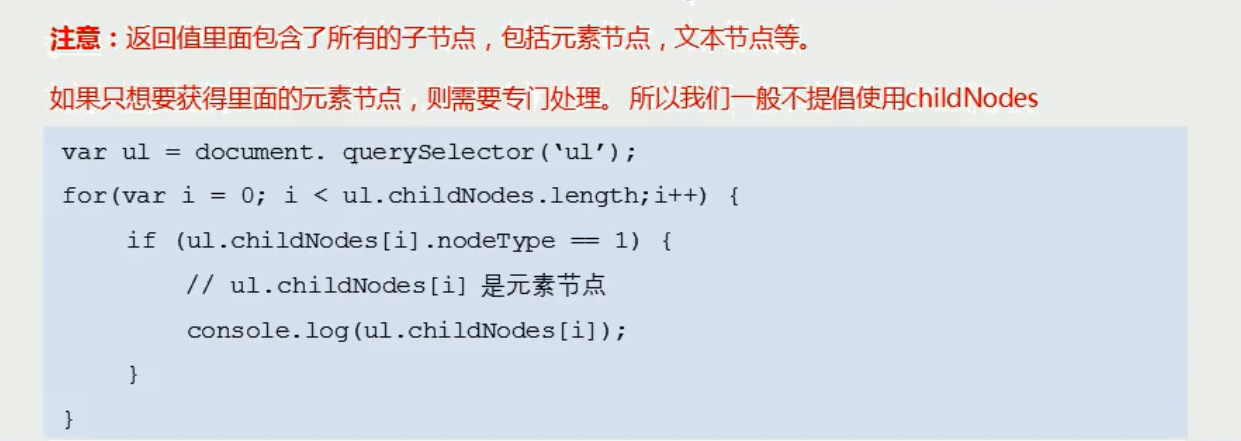 注意：返回值里面包含了所有的子节点，包括元素节点，文本节点等。
如果只想要获得里面的元素节点，则需要专门处理。 所以我们一般不提倡使用childNodes
var ul = document. querySelector(‘ul’);
for(var i = 0; i < ul.childNodes.length;i++) {
if (ul.childNodes[i].nodeType == 1) {
// ul.childNodes[i] 是元素节点
console.log(ul.childNodes[i]);
}
}